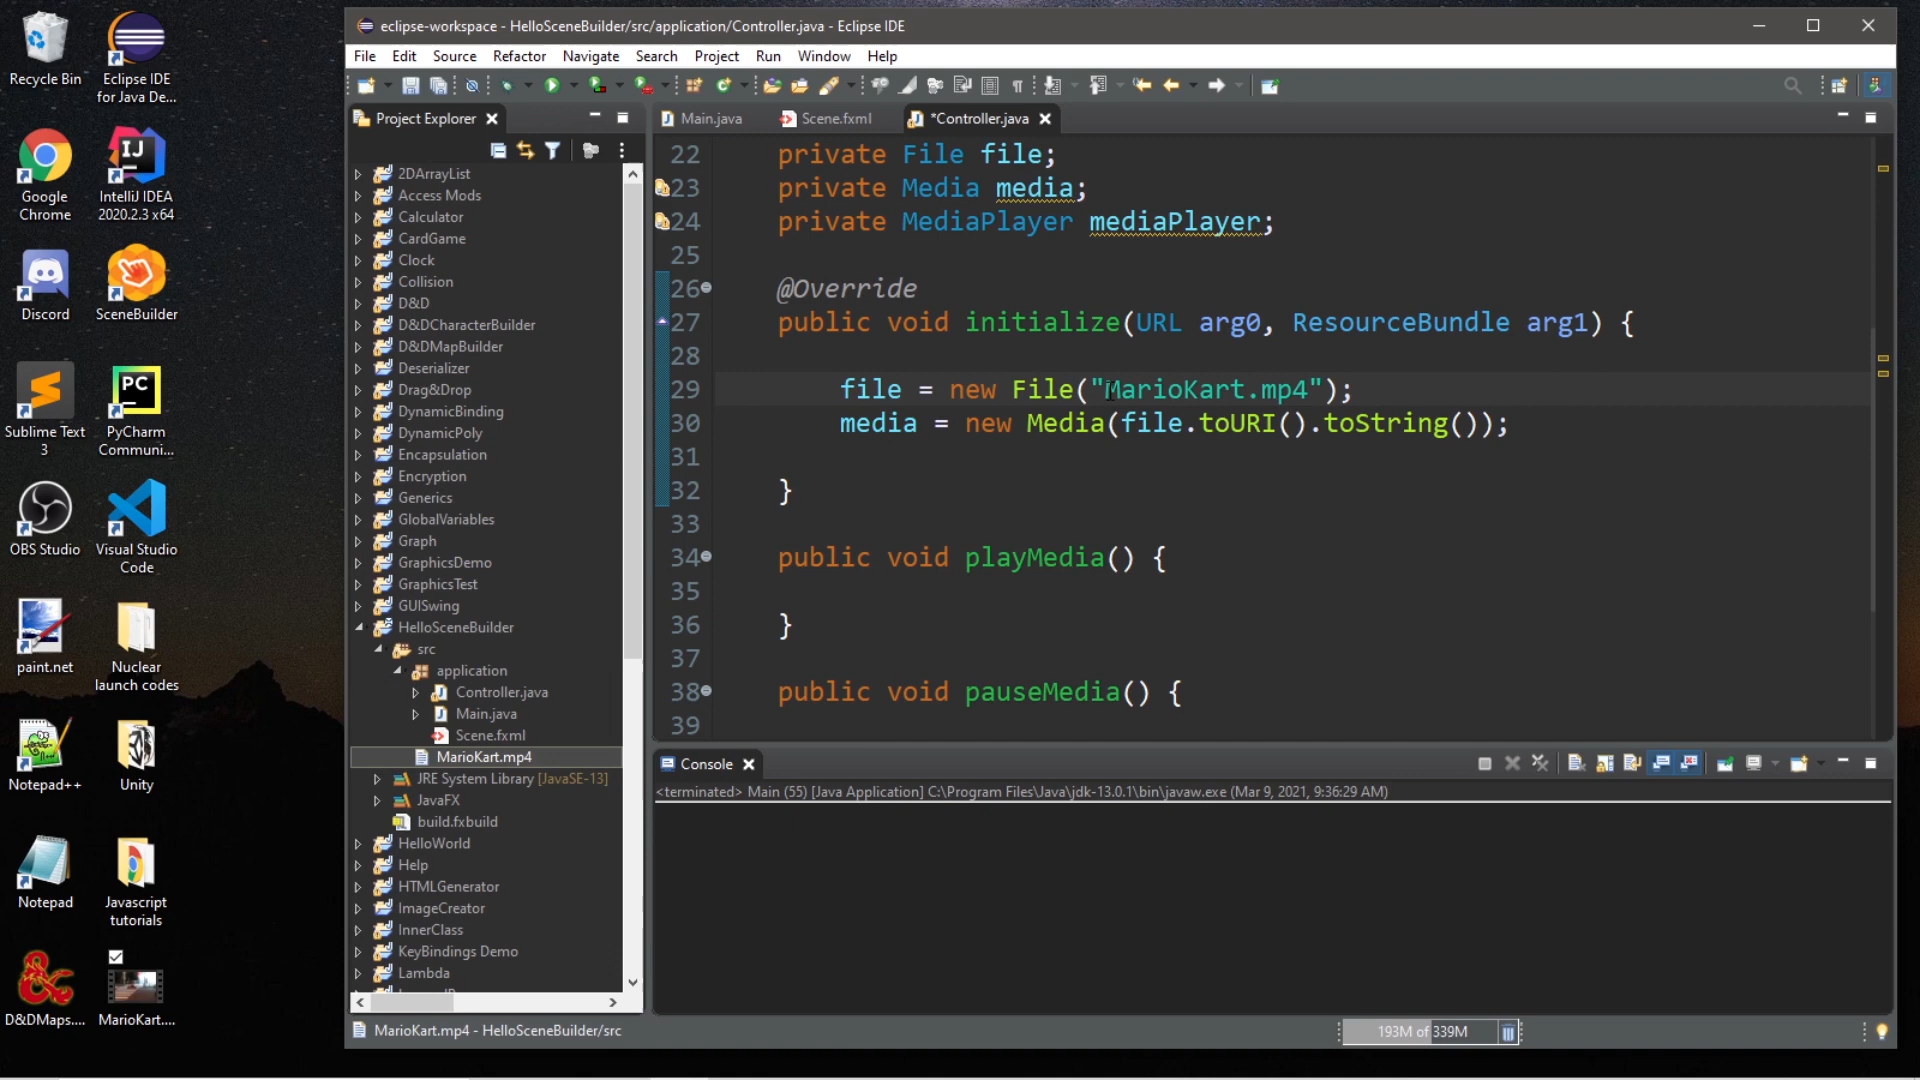 Recycle Bin
Eclipse IDE
for Java De...
Google
Chrome
IntelliJ IDEA
2020.2.3 x64
Discord
SceneBuilder
Sublime Text
3
PyCharm
Communi...
OBS Studio
Visual Studio
Code
paint.net
Nuclear
launch codes
Notepad++
Unity
Notepad
Javascript
tutorials
D&DMaps....
MarioKart....
eclipse-workspace - HelloSceneBuilder/src/application/Controller.java - Eclipse IDE
File Edit Source Refactor Navigate Search Project Run Window Help
Project Explorer
2DArrayList
Access Mods
Calculator
CardGame
Clock
Collision
D&D
D&DCharacterBuilder
D&DMapBuilder
Deserializer
Drag&Drop
DynamicBinding
DynamicPoly
Encapsulation
Encryption
Generics
GlobalVariables
Graph
GraphicsDemo
GraphicsTest
GUISwing
HelloSceneBuilder
src
application
Controller.java
Main.java
Scene.fxml
MarioKart.mp4
JRE System Library [JavaSE-13]
JavaFX
build.fxbuild
HelloWorld
Help
HTMLGenerator
ImageCreator
InnerClass
KeyBindings Demo
Lambda
Main.java Scene.fxml *Controller.java
22 private File file;
23 private Media media;
24 private MediaPlayer mediaPlayer;
25
26 @Override
27 public void initialize(URL arg0, ResourceBundle arg1) {
28
29 file = new File("MarioKart.mp4");
30 media = new Media(file.toURI().toString());
31
32 }
33
34 public void playMedia() {
35
36 }
37
38 public void pauseMedia() {
39
Console
<terminated> Main (55) [Java Application] C:\Program Files\Java\jdk-13.0.1\bin\javaw.exe (Mar 9, 2021, 9:36:29 AM)
MarioKart.mp4 - HelloSceneBuilder/src
193M of 339M